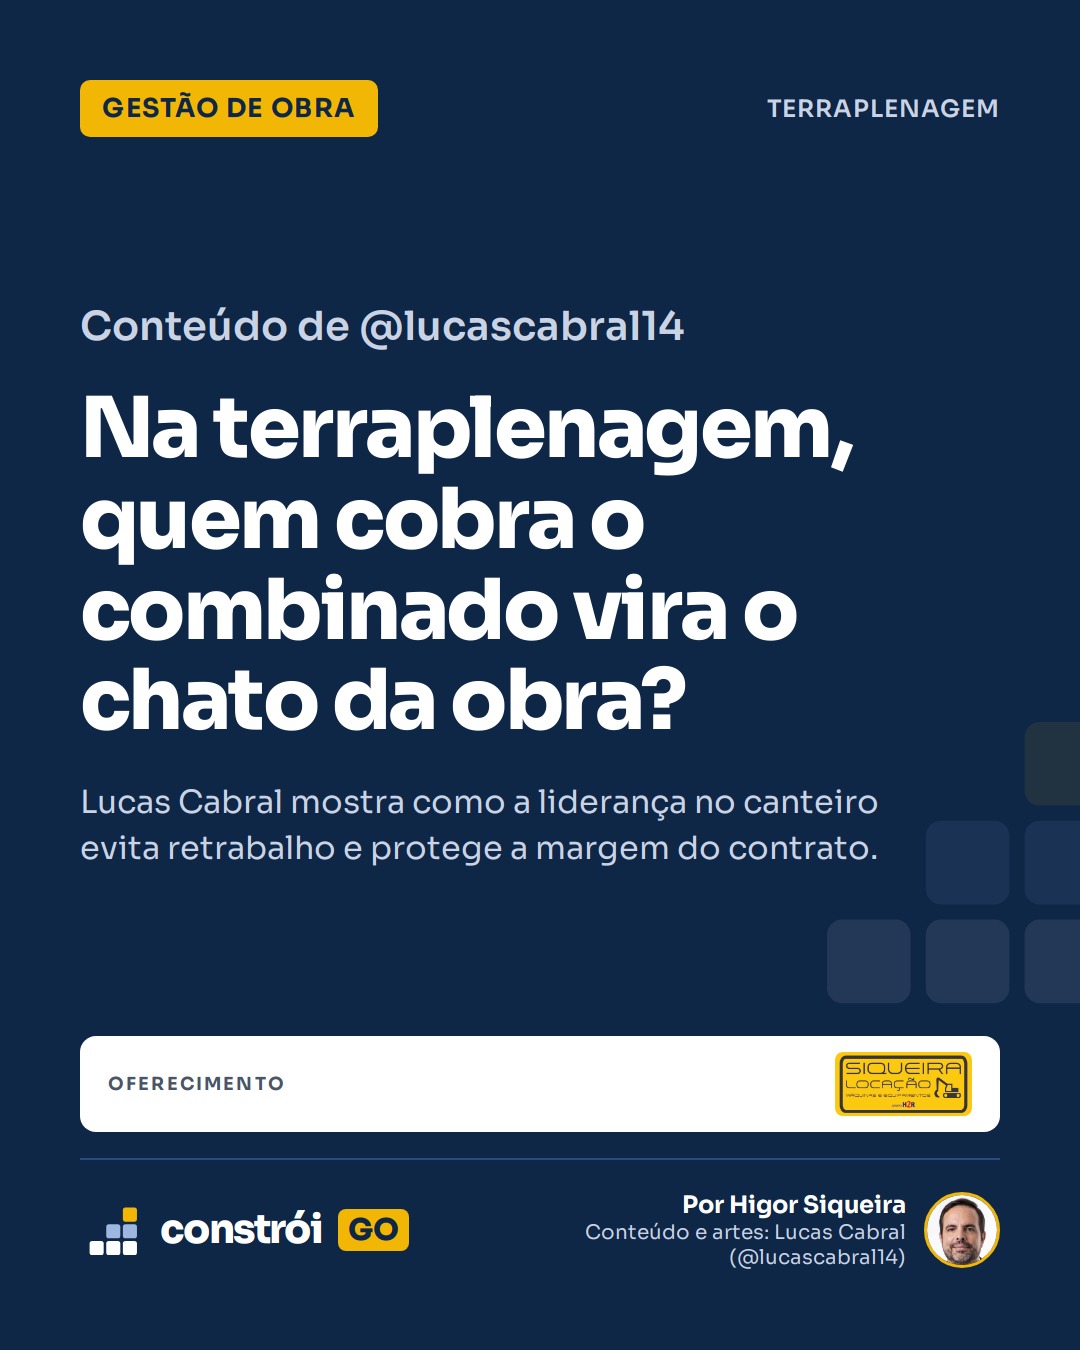 GESTÃO DE OBRA
TERRAPLENAGEM
Conteúdo de @lucascabral14
Na terraplenagem,
quem cobra o
combinado vira o
chato da obra?
Lucas Cabral mostra como a liderança no canteiro
evita retrabalho e protege a margem do contrato.
OFERECIMENTO
SIQUEIRA
LOCAÇÃO
MÁQUINAS E EQUIPAMENTOS
constrói GO
Por Higor Siqueira
Conteúdo e artes: Lucas Cabral
(@lucascabral14)